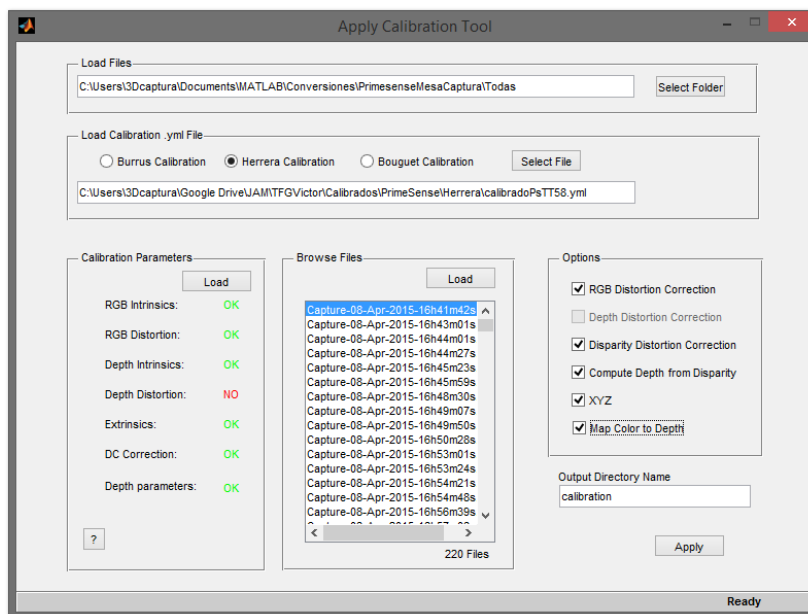 Apply Calibration Tool
Load Files
C:\Users\3Dcaptura\Documents\MATLAB\Conversiones\PrimesenseMesaCaptura\Todas
Select Folder
Load Calibration .yml File
Burrus Calibration
Herrera Calibration
Bouguet Calibration
Select File
C:\Users\3Dcaptura\Google Drive\JAM\TFGVictor\Calibrados\PrimeSense\Herrera\calibradoPsTT58.yml
Calibration Parameters
Load
RGB Intrinsics: OK
RGB Distortion: OK
Depth Intrinsics: OK
Depth Distortion: NO
Extrinsics: OK
DC Correction: OK
Depth parameters: OK
?
Browse Files
Load
Capture-08-Apr-2015-16h41m42s
Capture-08-Apr-2015-16h43m01s
Capture-08-Apr-2015-16h44m01s
Capture-08-Apr-2015-16h44m27s
Capture-08-Apr-2015-16h45m23s
Capture-08-Apr-2015-16h45m59s
Capture-08-Apr-2015-16h48m30s
Capture-08-Apr-2015-16h49m07s
Capture-08-Apr-2015-16h49m50s
Capture-08-Apr-2015-16h50m28s
Capture-08-Apr-2015-16h53m01s
Capture-08-Apr-2015-16h53m24s
Capture-08-Apr-2015-16h54m21s
Capture-08-Apr-2015-16h54m48s
Capture-08-Apr-2015-16h56m39s
220 Files
Options
RGB Distortion Correction
Depth Distortion Correction
Disparity Distortion Correction
Compute Depth from Disparity
XYZ
Map Color to Depth
Output Directory Name
calibration
Apply
Ready